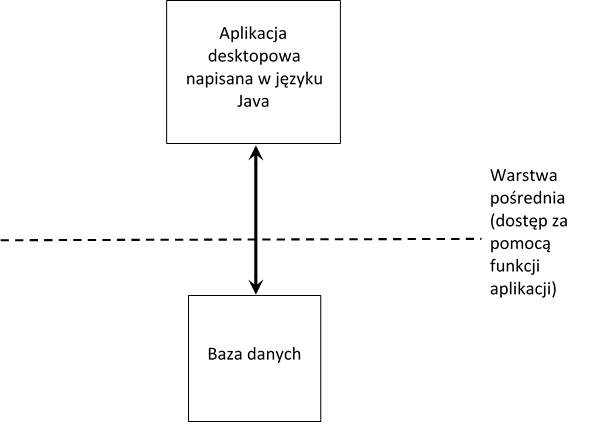 Aplikacja
desktopowa
napisana w języku
Java
Warstwa
pośrednia
(dostęp za
pomocą
funkcji
aplikacji)
Baza danych